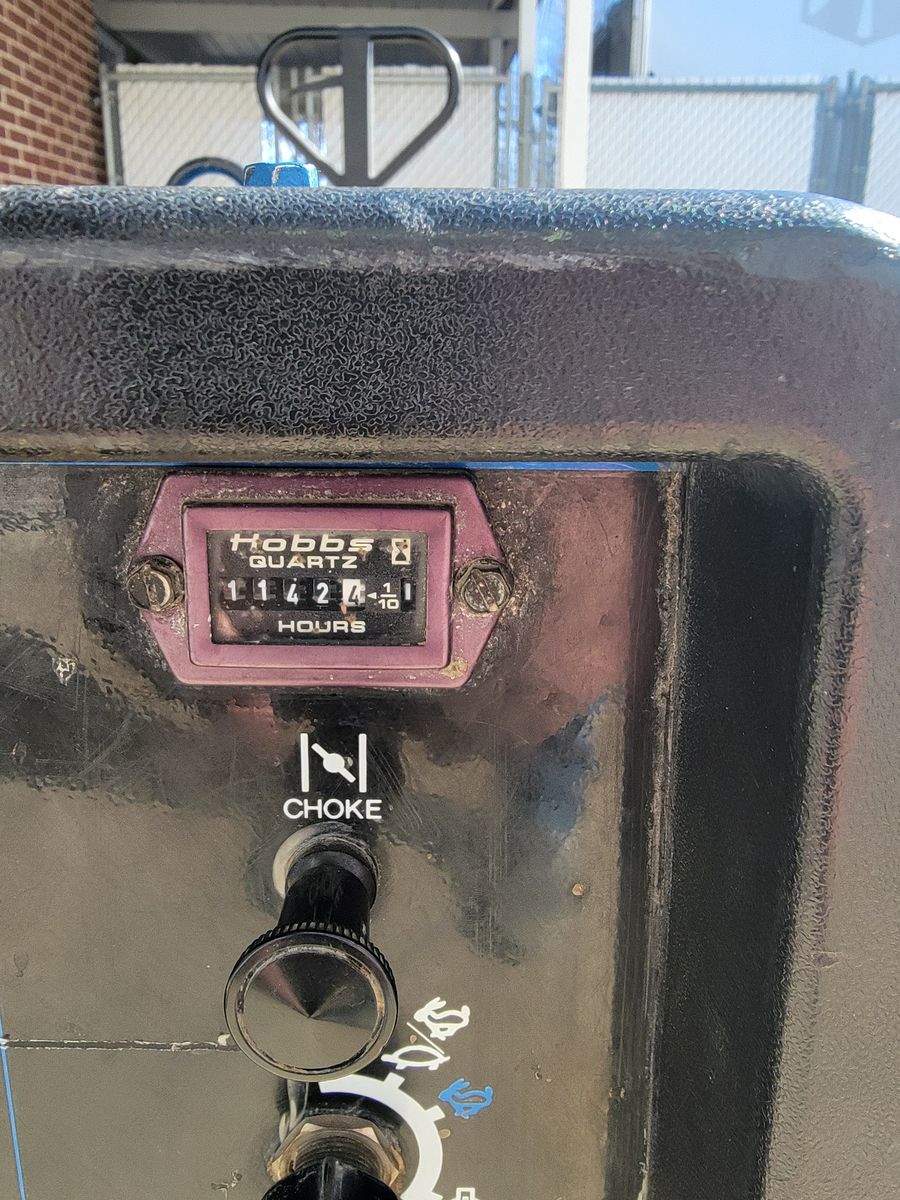 Hobbs
QUARTZ
11424 ◄ 1/10
HOURS
CHOKE